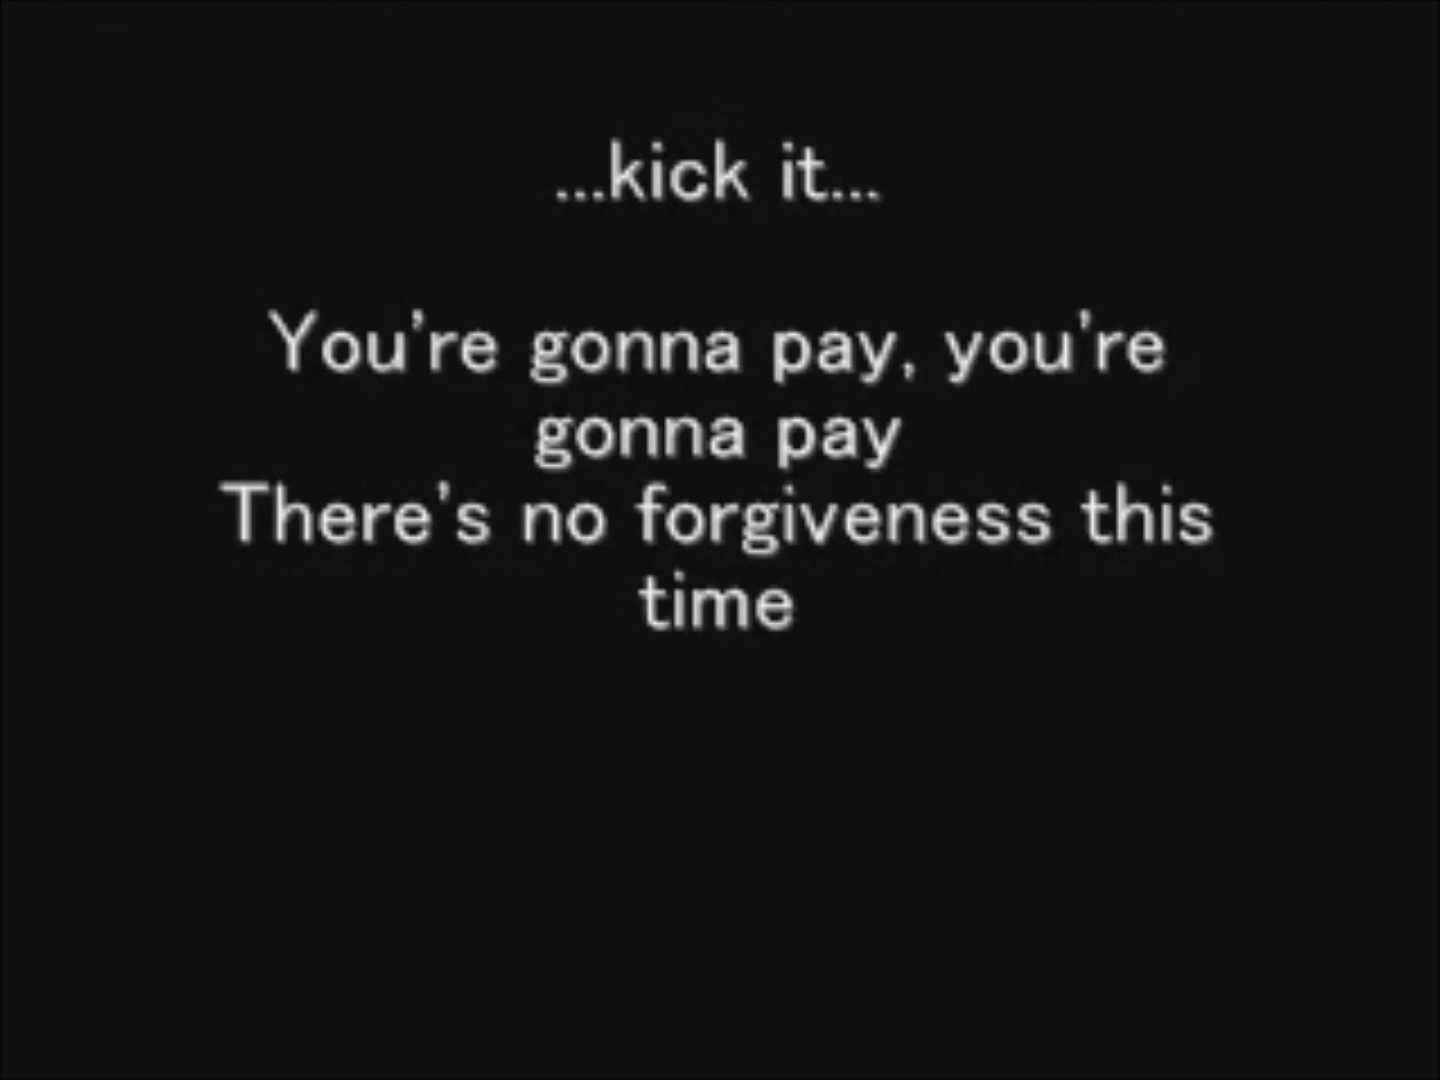 ...kick it...
You're gonna pay, you're
gonna pay
There's no forgiveness this
time